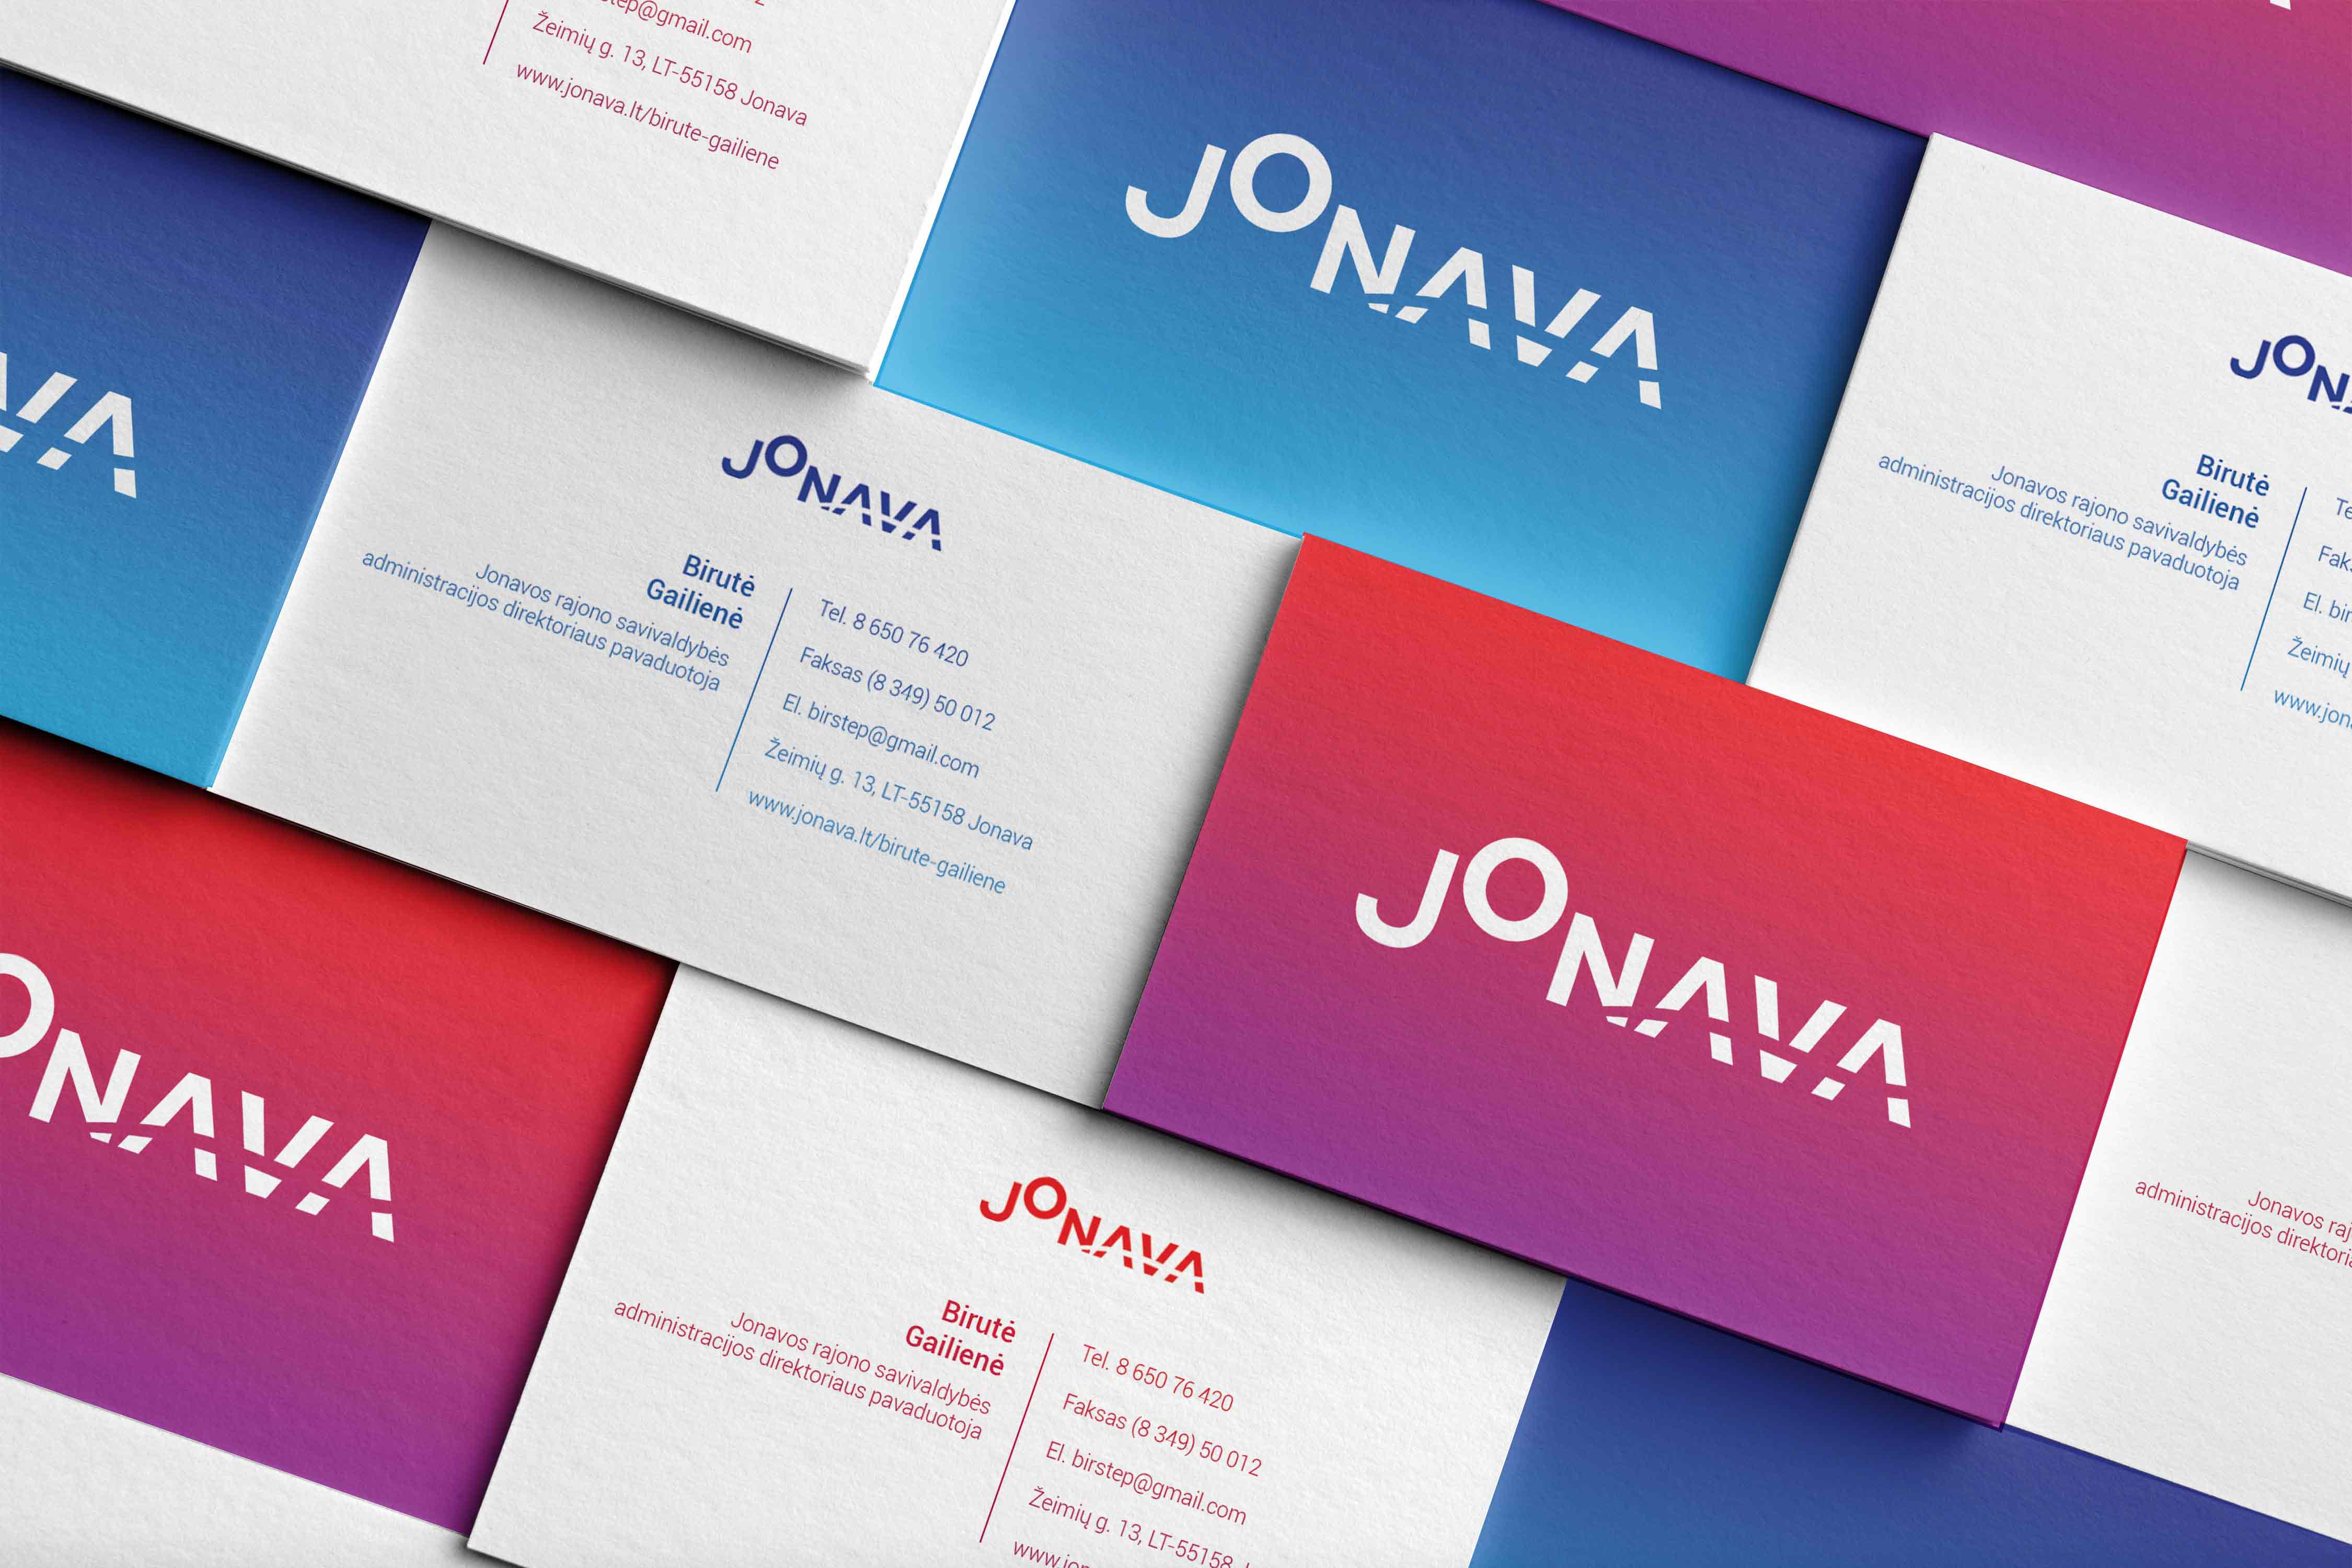 Žeimių g. 13, LT-55158 Jonava
www.jonava.lt/birute-gailiene
JONAVA
JONAVA
Birutė
Gailienė
Jonavos rajono savivaldybės
administracijos direktoriaus pavaduotoja
Tel. 8 650 76 420
Faksas (8 349) 50 012
El. birstep@gmail.com
Žeimių g. 13, LT-55158 Jonava
www.jonava.lt/birute-gailiene
Birutė
Gailienė
Jonavos rajono savivaldybės
administracijos direktoriaus pavaduotoja
JONAVA
JONAVA
Birutė
Gailienė
Jonavos rajono savivaldybės
administracijos direktoriaus pavaduotoja
Tel. 8 650 76 420
Faksas (8 349) 50 012
El. birstep@gmail.com
Žeimių g. 13, LT-55158
Jonavos
administracijos